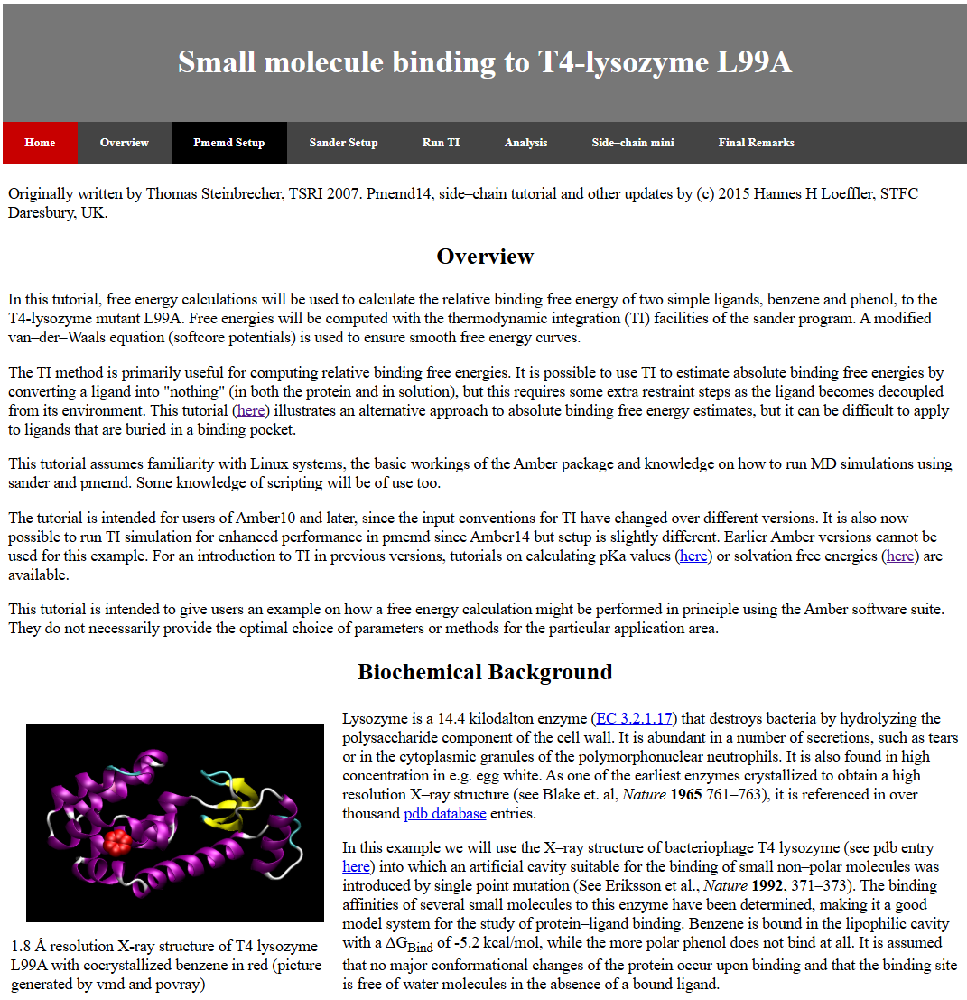 Small molecule binding to T4-lysozyme L99A
Home Overview Pmemd Setup Sander Setup Run TI Analysis Side–chain mini Final Remarks
Originally written by Thomas Steinbrecher, TSRI 2007. Pmemd14, side–chain tutorial and other updates by (c) 2015 Hannes H Loeffler, STFC
Daresbury, UK.
Overview
In this tutorial, free energy calculations will be used to calculate the relative binding free energy of two simple ligands, benzene and phenol, to the
T4-lysozyme mutant L99A. Free energies will be computed with the thermodynamic integration (TI) facilities of the sander program. A modified
van–der–Waals equation (softcore potentials) is used to ensure smooth free energy curves.
The TI method is primarily useful for computing relative binding free energies. It is possible to use TI to estimate absolute binding free energies by
converting a ligand into "nothing" (in both the protein and in solution), but this requires some extra restraint steps as the ligand becomes decoupled
from its environment. This tutorial (here) illustrates an alternative approach to absolute binding free energy estimates, but it can be difficult to apply
to ligands that are buried in a binding pocket.
This tutorial assumes familiarity with Linux systems, the basic workings of the Amber package and knowledge on how to run MD simulations using
sander and pmemd. Some knowledge of scripting will be of use too.
The tutorial is intended for users of Amber10 and later, since the input conventions for TI have changed over different versions. It is also now
possible to run TI simulation for enhanced performance in pmemd since Amber14 but setup is slightly different. Earlier Amber versions cannot be
used for this example. For an introduction to TI in previous versions, tutorials on calculating pKa values (here) or solvation free energies (here) are
available.
This tutorial is intended to give users an example on how a free energy calculation might be performed in principle using the Amber software suite.
They do not necessarily provide the optimal choice of parameters or methods for the particular application area.
Biochemical Background
1.8 Å resolution X-ray structure of T4 lysozyme
L99A with cocrystallized benzene in red (picture
generated by vmd and povray)
Lysozyme is a 14.4 kilodalton enzyme (EC 3.2.1.17) that destroys bacteria by hydrolyzing the
polysaccharide component of the cell wall. It is abundant in a number of secretions, such as tears
or in the cytoplasmic granules of the polymorphonuclear neutrophils. It is also found in high
concentration in e.g. egg white. As one of the earliest enzymes crystallized to obtain a high
resolution X–ray structure (see Blake et. al, Nature 1965 761–763), it is referenced in over
thousand pdb database entries.
In this example we will use the X–ray structure of bacteriophage T4 lysozyme (see pdb entry
here) into which an artificial cavity suitable for the binding of small non–polar molecules was
introduced by single point mutation (See Eriksson et al., Nature 1992, 371–373). The binding
affinities of several small molecules to this enzyme have been determined, making it a good
model system for the study of protein–ligand binding. Benzene is bound in the lipophilic cavity
with a ΔGBind of -5.2 kcal/mol, while the more polar phenol does not bind at all. It is assumed
that no major conformational changes of the protein occur upon binding and that the binding site
is free of water molecules in the absence of a bound ligand.